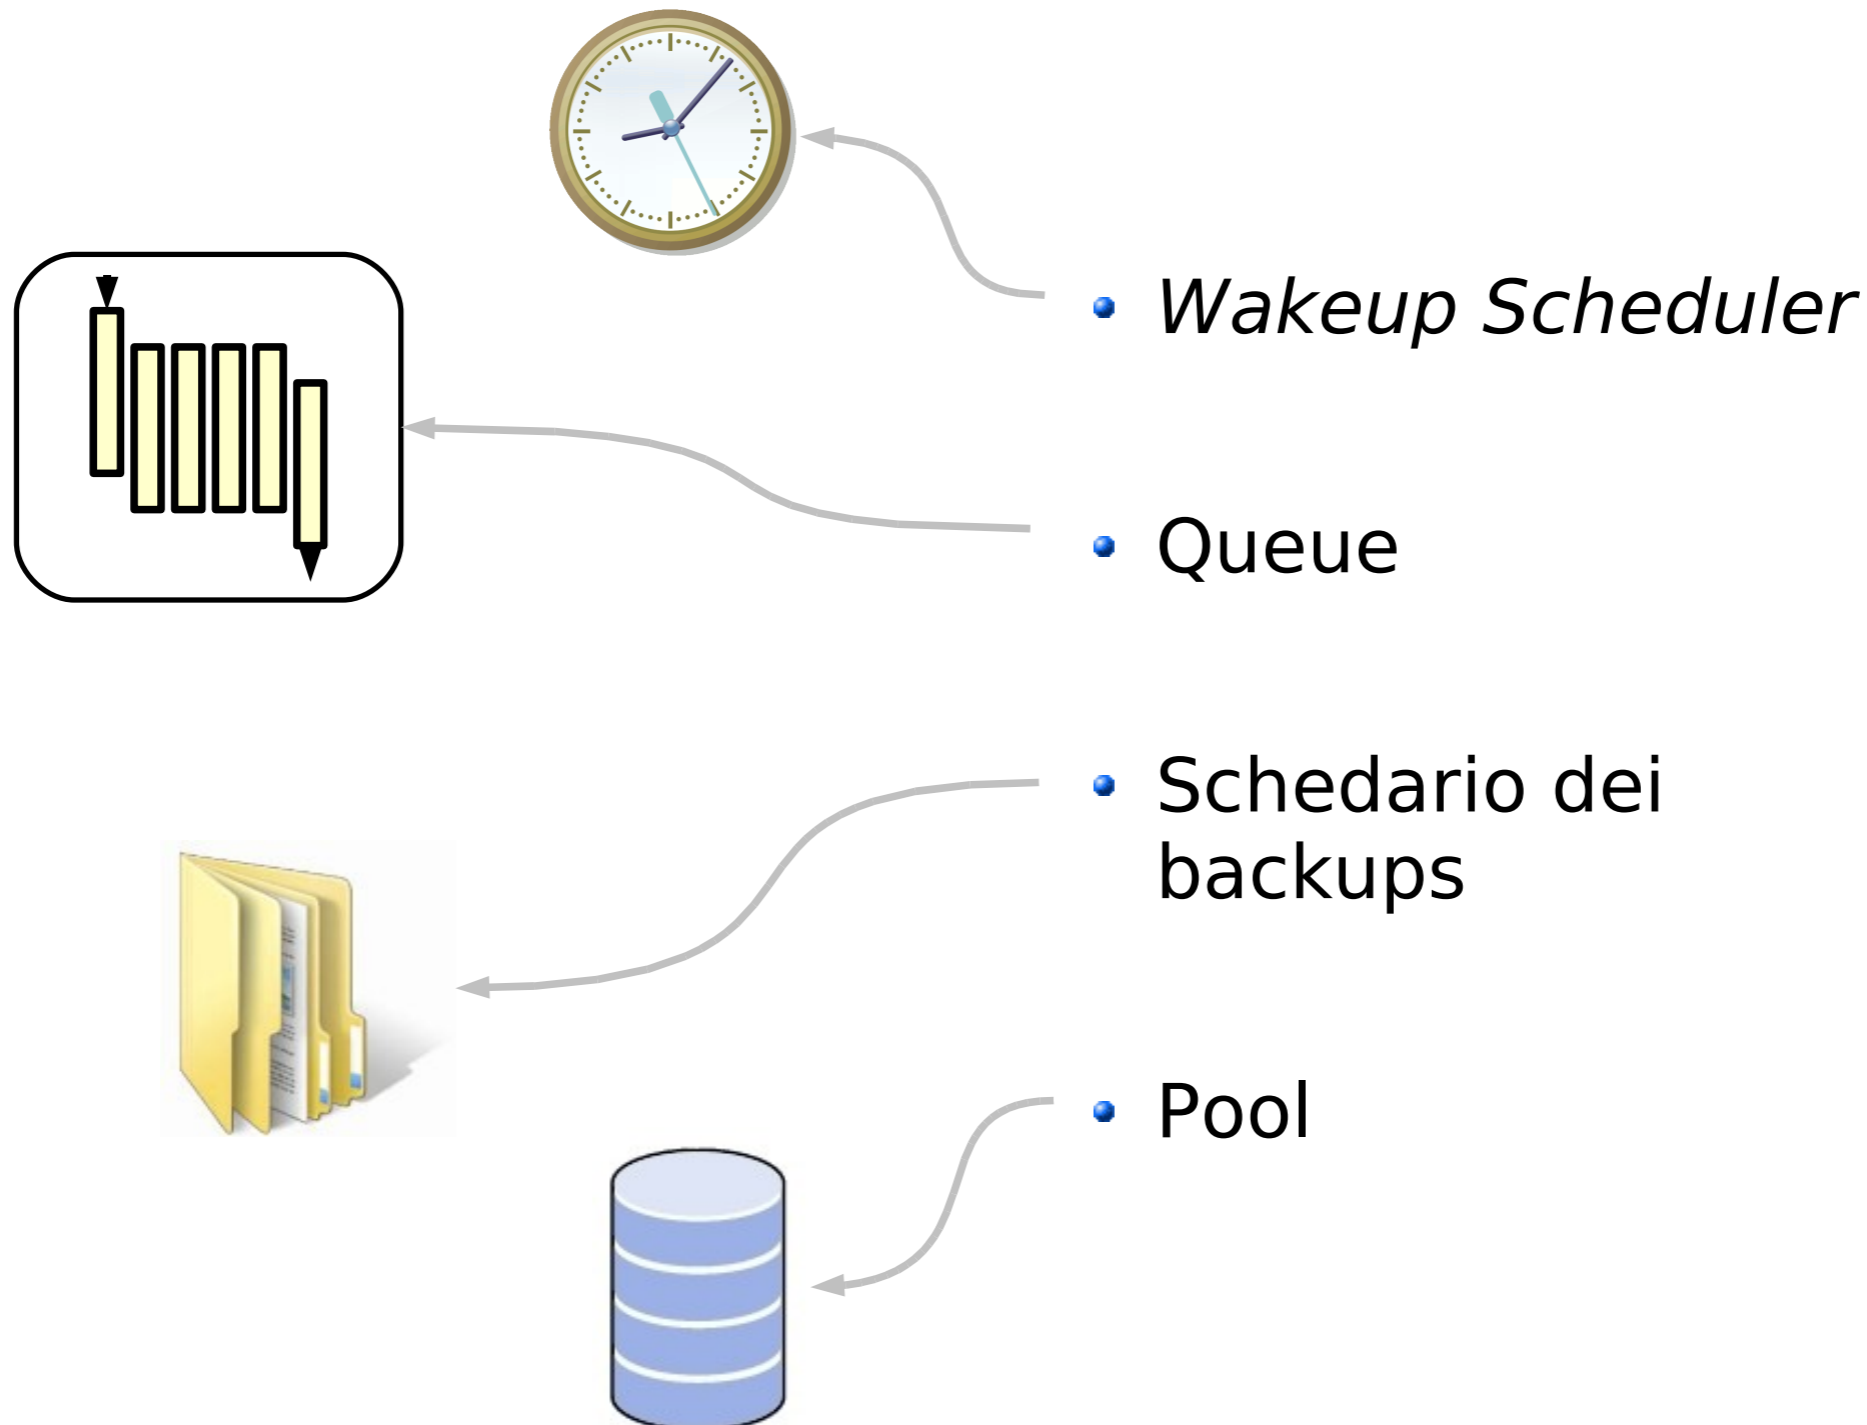 Wakeup Scheduler
Queue
Schedario dei
backups
Pool